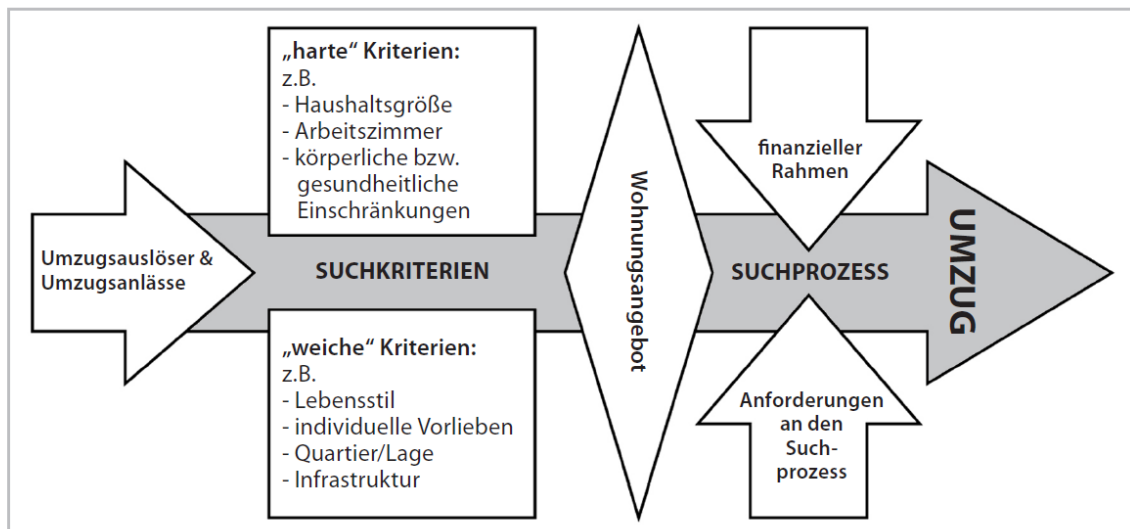 Umzugsauslöser &
Umzugsanlässe
„harte“ Kriterien:
z.B.
- Haushaltsgröße
- Arbeitszimmer
- körperliche bzw.
gesundheitliche
Einschränkungen
SUCHKRITERIEN
„weiche“ Kriterien:
z.B.
- Lebensstil
- individuelle Vorlieben
- Quartier/Lage
- Infrastruktur
Wohnungsangebot
finanzieller
Rahmen
SUCHPROZESS
Anforderungen
an den
Such-
prozess
UMZUG